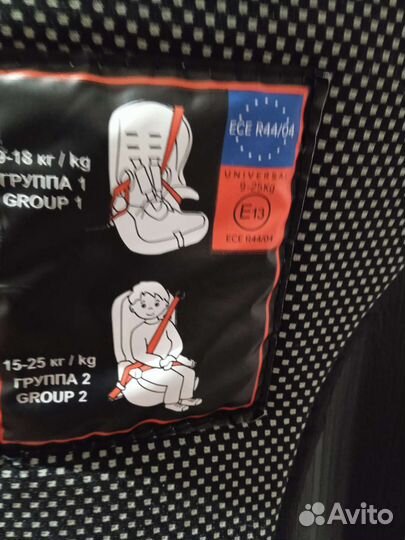 ECE R44/04
UNIVERSAL
9-25kg
E13
ECE R44/04
9-18 кг / kg
ГРУППА 1
GROUP 1
15-25 кг / kg
ГРУППА 2
GROUP 2
Avito